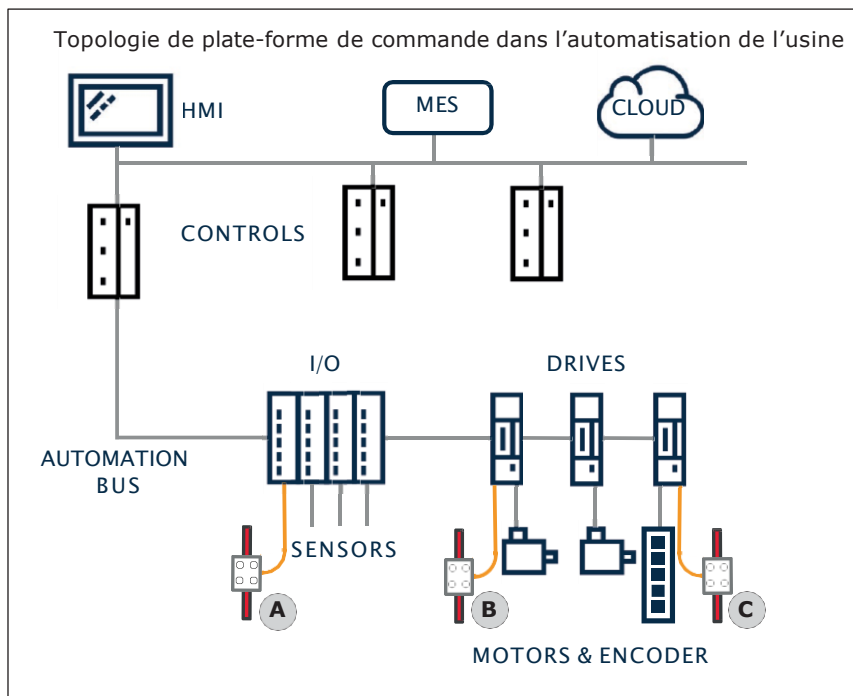 Topologie de plate-forme de commande dans l’automatisation de l’usine
HMI
MES
CLOUD
CONTROLS
I/O
DRIVES
AUTOMATION
BUS
SENSORS
A
B
C
MOTORS & ENCODER